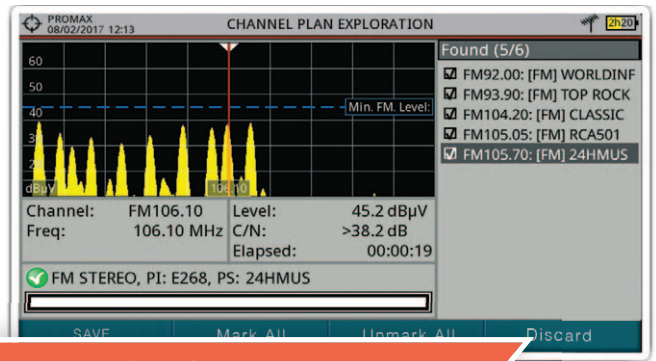 PROMAX
08/02/2017 12:13
CHANNEL PLAN EXPLORATION
2h20
60
50
40
dBµV
Min. FM. Level:
106.10
Found (5/6)
FM92.00: [FM] WORLDINF
FM93.90: [FM] TOP ROCK
FM104.20: [FM] CLASSIC
FM105.05: [FM] RCA501
FM105.70: [FM] 24HMUS
Channel: FM106.10
Freq: 106.10 MHz
Level: 45.2 dBµV
C/N: >38.2 dB
Elapsed: 00:00:19
FM STEREO, PI: E268, PS: 24HMUS
SAVE Mark All Unmark All Discard